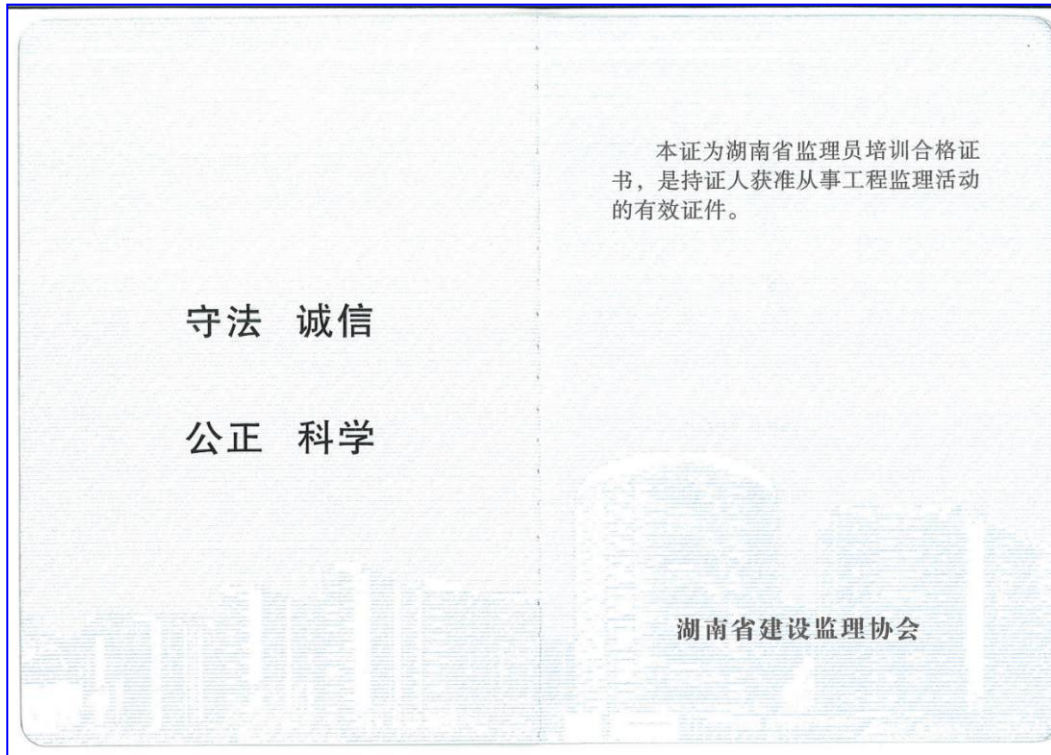 守法 诚信
公正 科学
本证为湖南省监理员培训合格证
书，是持证人获准从事工程监理活动
的有效证件。
湖南省建设监理协会